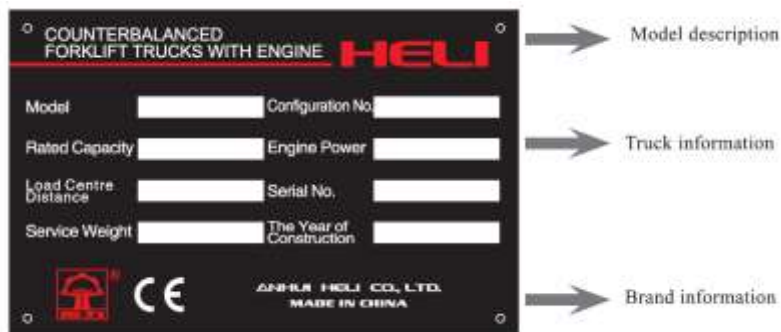 COUNTERBALANCED
FORKLIFT TRUCKS WITH ENGINE
HELI
Model description
Model
Configuration No.
Rated Capacity
Engine Power
Truck information
Load Centre
Distance
Serial No.
Service Weight
The Year of
Construction
CE
ANHUI HELI CO., LTD.
MADE IN CHINA
Brand information